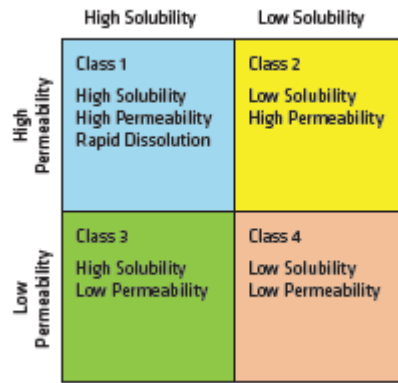 High Solubility
Low Solubility
High Permeability
Class 1
High Solubility
High Permeability
Rapid Dissolution
Class 2
Low Solubility
High Permeability
Low Permeability
Class 3
High Solubility
Low Permeability
Class 4
Low Solubility
Low Permeability